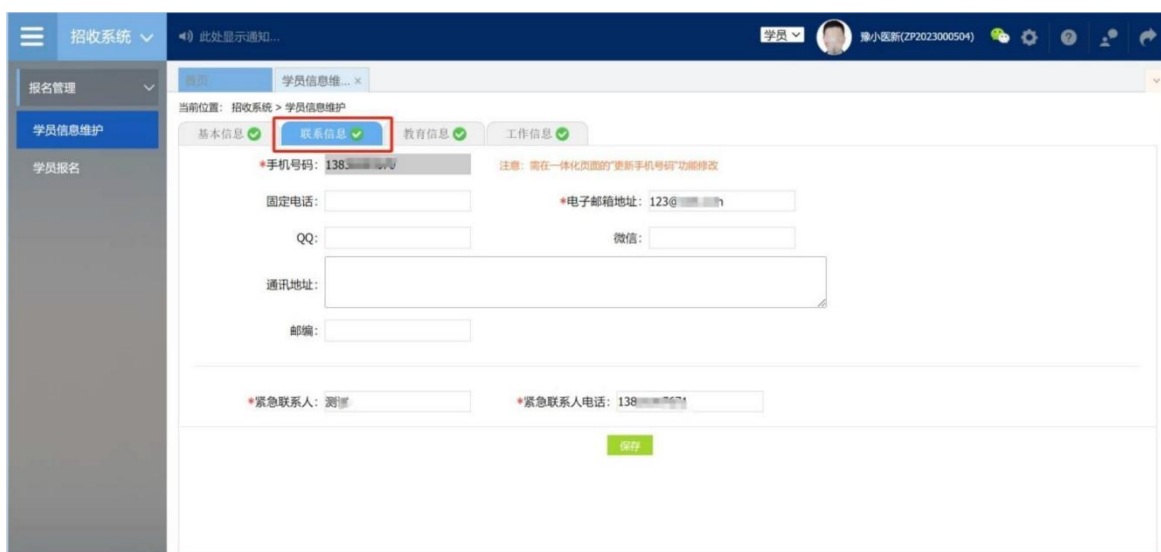 招收系统
此处显示通知...
学员
豫小医新(ZP2023000504)
报名管理
首页
学员信息维...×
当前位置： 招收系统 > 学员信息维护
学员信息维护
基本信息
联系信息
教育信息
工作信息
学员报名
*手机号码：138
注意：需在一体化页面的"更新手机号码"功能修改
固定电话：
*电子邮箱地址：123@
QQ：
微信：
通讯地址：
邮编：
*紧急联系人：测
*紧急联系人电话：138
保存